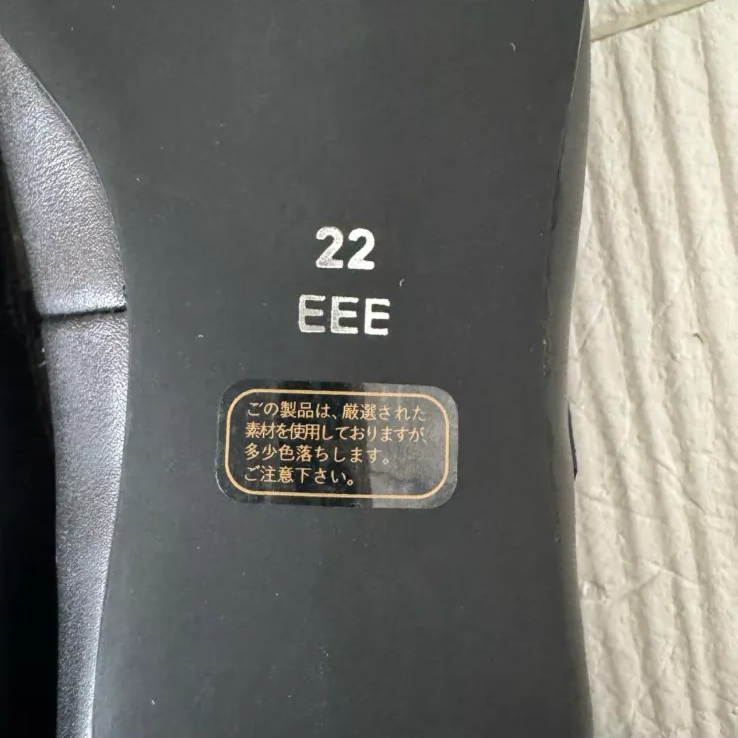 22
EEE
この製品は、厳選された
素材を使用しておりますが、
多少色落ちします。
ご注意下さい。